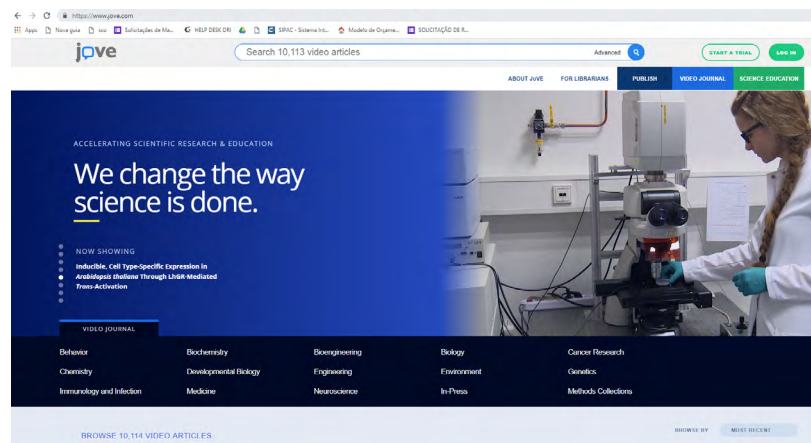 https://www.jove.com
Apps Nova guia suz Solicitações de Ma... HELP DESK DRI SIPAC - Sistema Int... Modelo de Orçame... SOLICITAÇÃO DE R...
jove Search 10,113 video articles Advanced START A TRIAL LOG IN
ABOUT JoVE FOR LIBRARIANS PUBLISH VIDEO JOURNAL SCIENCE EDUCATION
ACCELERATING SCIENTIFIC RESEARCH & EDUCATION
We change the way
science is done.
NOW SHOWING
Inducible, Cell Type-Specific Expression in
Arabidopsis thaliana Through LhGR-Mediated
Trans-Activation
VIDEO JOURNAL
Behavior Biochemistry Bioengineering Biology Cancer Research
Chemistry Developmental Biology Engineering Environment Genetics
Immunology and Infection Medicine Neuroscience In-Press Methods Collections
BROWSE 10,114 VIDEO ARTICLES BROWSE BY MOST RECENT